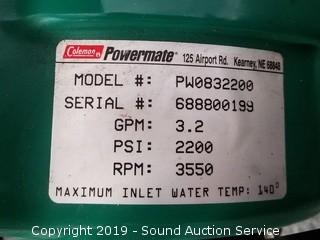 Coleman Powermate® 125 Airport Rd. Kearney, NE 68848
MODEL #: PW0832200
SERIAL #: 688800199
GPM: 3.2
PSI: 2200
RPM: 3550
MAXIMUM INLET WATER TEMP: 140°
Copyright 2019 - Sound Auction Service